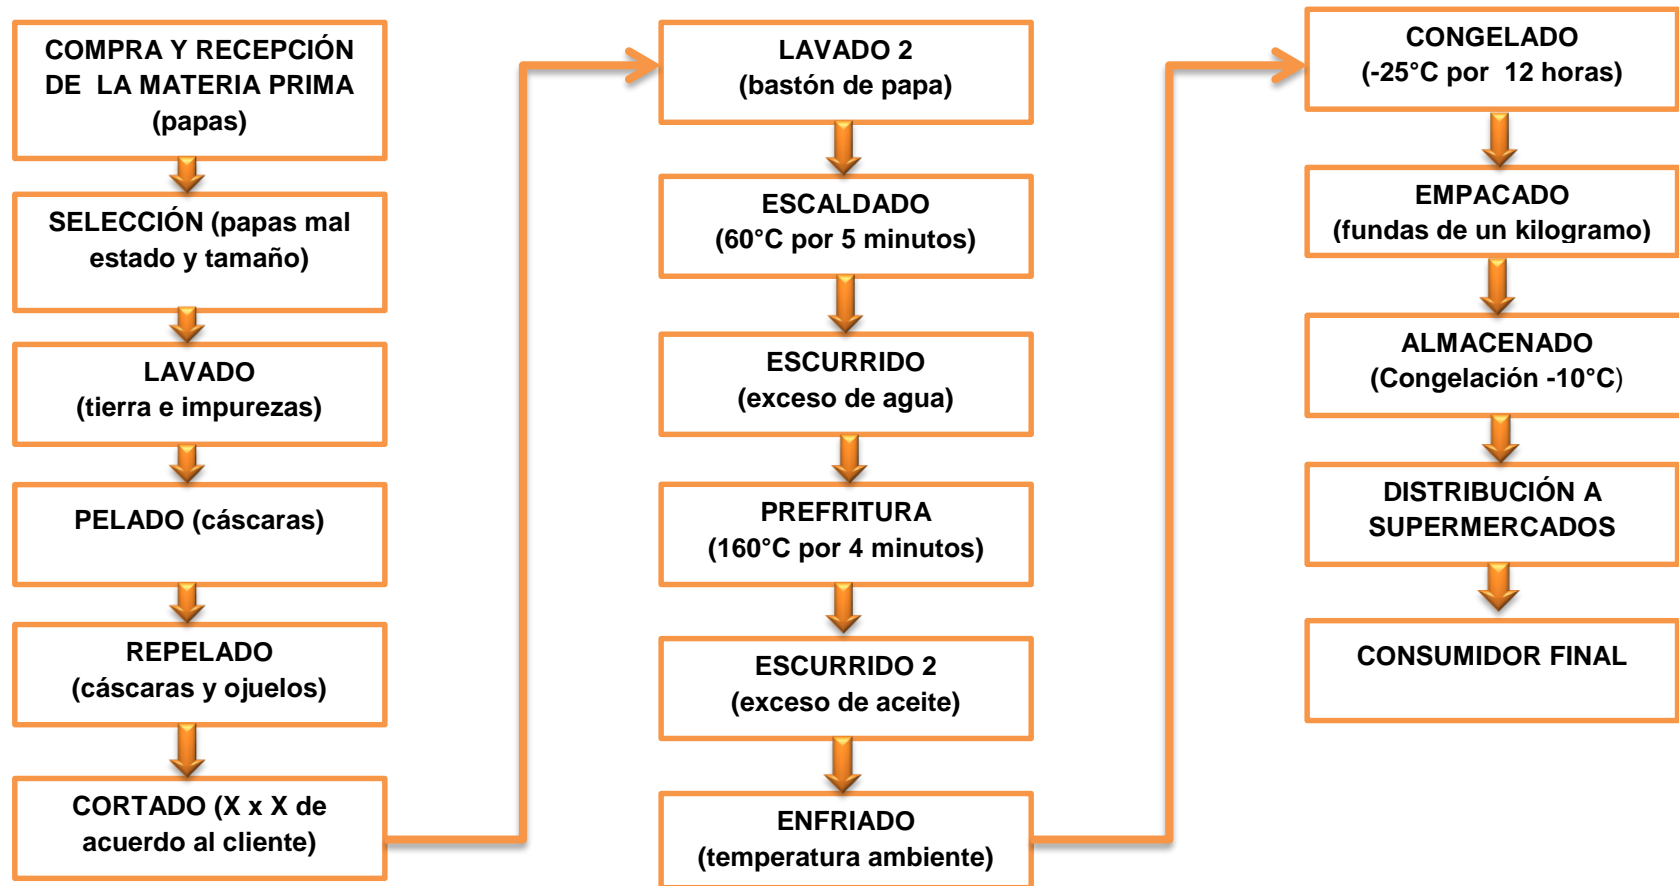 COMPRA Y RECEPCIÓN
DE LA MATERIA PRIMA
(papas)
SELECCIÓN (papas mal
estado y tamaño)
LAVADO
(tierra e impurezas)
PELADO (cáscaras)
REPELADO
(cáscaras y ojuelos)
CORTADO (X x X de
acuerdo al cliente)
LAVADO 2
(bastón de papa)
ESCALDADO
(60°C por 5 minutos)
ESCURRIDO
(exceso de agua)
PREFRITURA
(160°C por 4 minutos)
ESCURRIDO 2
(exceso de aceite)
ENFRIADO
(temperatura ambiente)
CONGELADO
(-25°C por 12 horas)
EMPACADO
(fundas de un kilogramo)
ALMACENADO
(Congelación -10°C)
DISTRIBUCIÓN A
SUPERMERCADOS
CONSUMIDOR FINAL